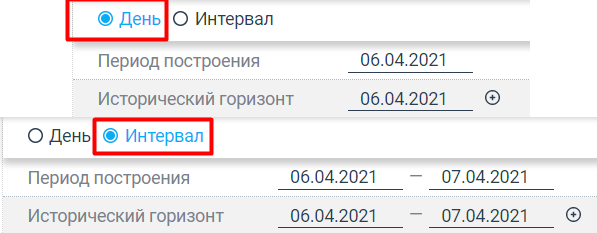 День Интервал
Период построения 06.04.2021
Исторический горизонт 06.04.2021
День Интервал
Период построения 06.04.2021 — 07.04.2021
Исторический горизонт 06.04.2021 — 07.04.2021